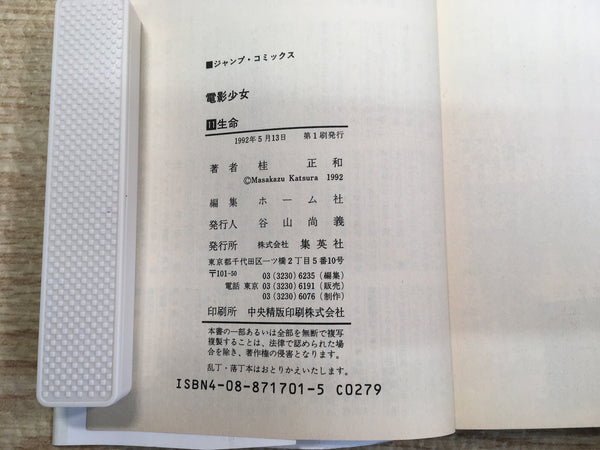 ■ジャンプ・コミックス
電影少女
11生命
1992年5月13日 第1刷発行
著者 桂正和
©Masakazu Katsura 1992
編集 ホーム社
発行人 谷山尚義
発行所 株式会社 集英社
東京都千代田区一ツ橋2丁目5番10号
〒101-50 03(3230)6235(編集)
電話 東京 03(3230)6191(販売)
03(3230)6076(制作)
印刷所 中央精版印刷株式会社
本書の一部あるいは全部を無断で複写
複製することは、法律で認められた場
合を除き、著作権の侵害となります。
乱丁・落丁本はおとりかえいたします。
ISBN4-08-871701-5 C0279